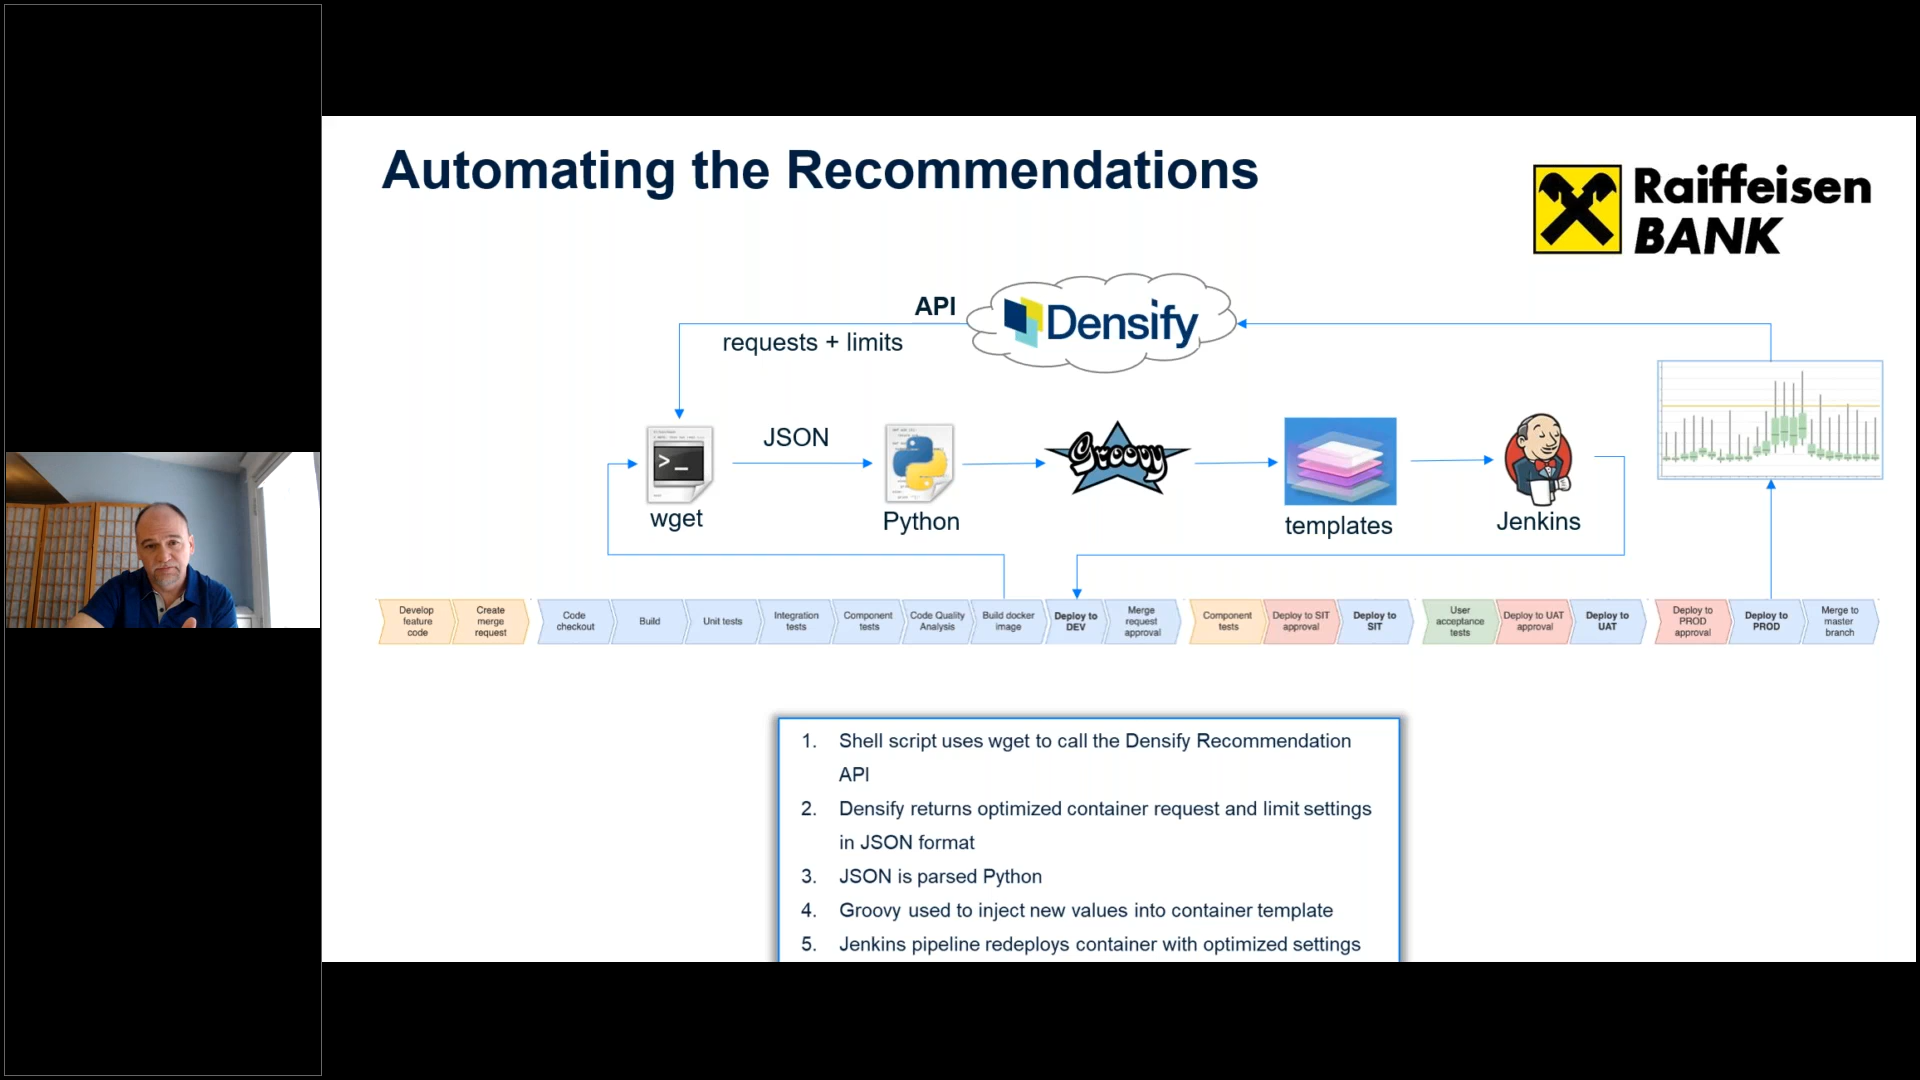 Automating the Recommendations
Raiffeisen
BANK
API
Densify
requests + limits
JSON
>_
Groovy
wget
Python
templates
Jenkins
Develop
feature
code
Create
merge
request
Code
checkout
Build
Unit tests
Integration
tests
Component
tests
Code Quality
Analysis
Build docker
image
Deploy to
DEV
Merge
request
approval
Component
tests
Deploy to SIT
approval
Deploy to
SIT
User
acceptance
tests
Deploy to UAT
approval
Deploy to
UAT
Deploy to
PROD
approval
Deploy to
PROD
Merge to
master
branch
1. Shell script uses wget to call the Densify Recommendation
API
2. Densify returns optimized container request and limit settings
in JSON format
3. JSON is parsed Python
4. Groovy used to inject new values into container template
5. Jenkins pipeline redeploys container with optimized settings